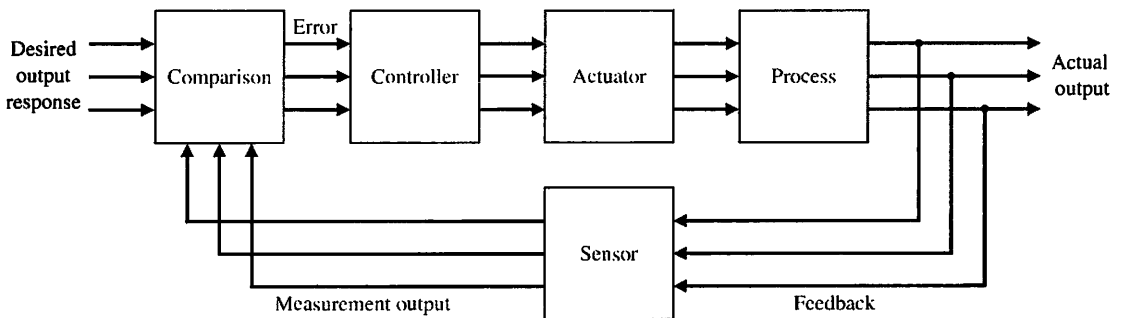 Desired
output
response
Comparison
Error
Controller
Actuator
Process
Actual
output
Sensor
Measurement output
Feedback